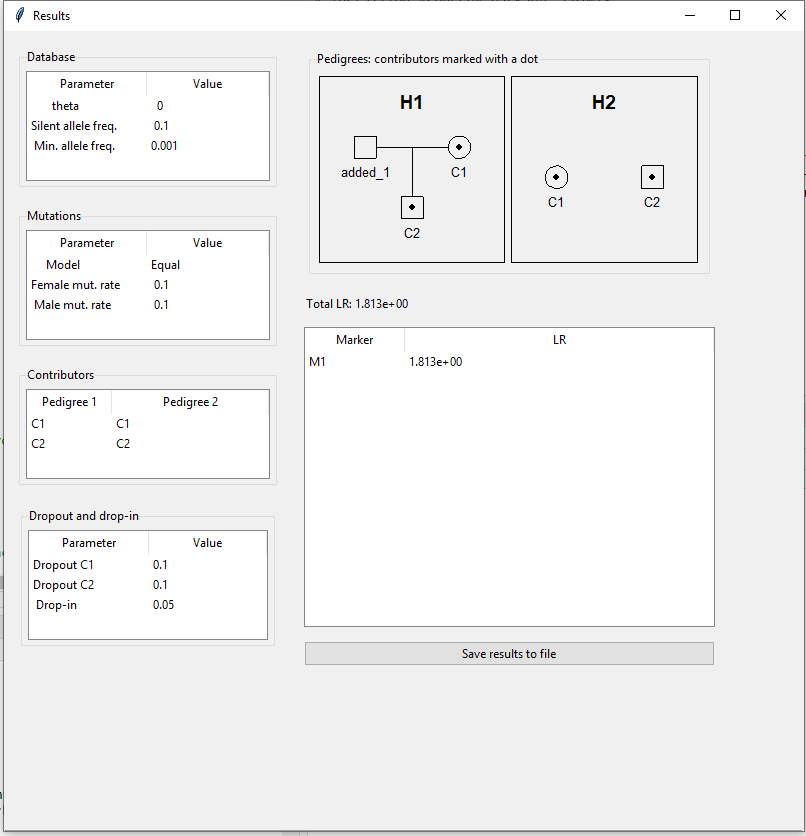 Results
Database
Parameter Value
theta 0
Silent allele freq. 0.1
Min. allele freq. 0.001
Mutations
Parameter Value
Model Equal
Female mut. rate 0.1
Male mut. rate 0.1
Contributors
Pedigree 1 Pedigree 2
C1 C1
C2 C2
Dropout and drop-in
Parameter Value
Dropout C1 0.1
Dropout C2 0.1
Drop-in 0.05
Pedigrees: contributors marked with a dot
H1
added_1 C1
C2
H2
C1 C2
Total LR: 1.813e+00
Marker LR
M1 1.813e+00
Save results to file